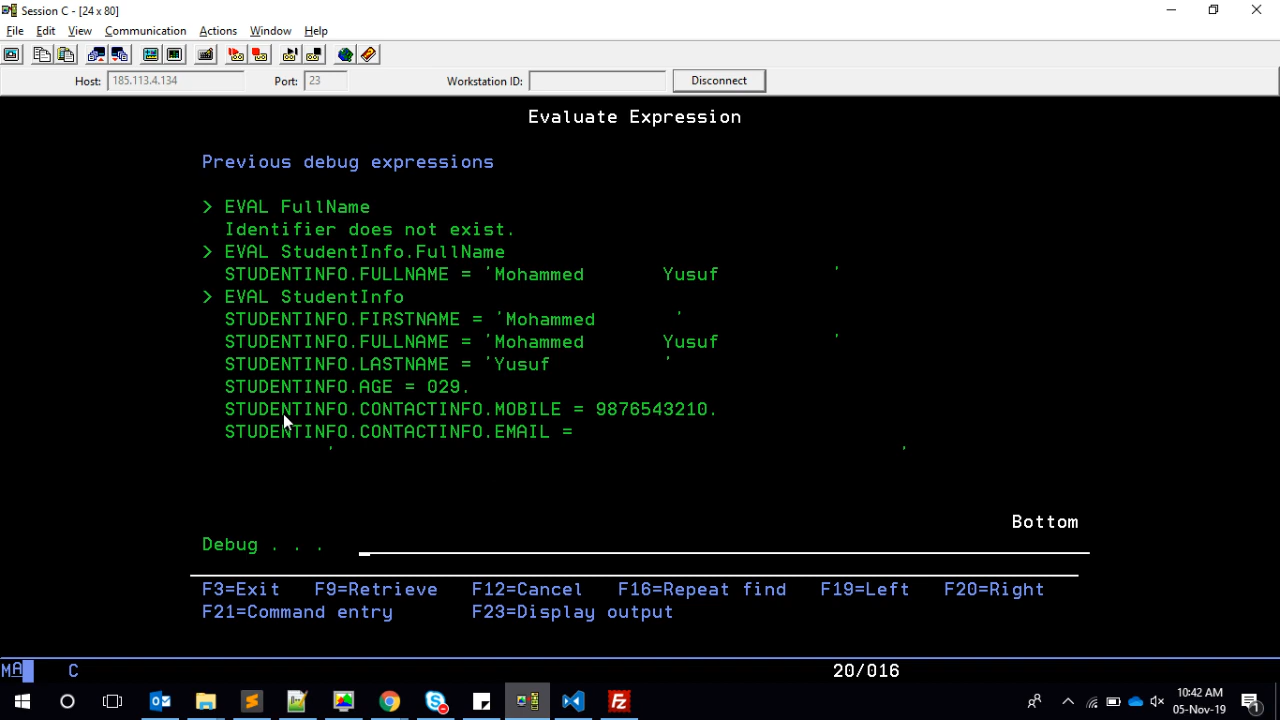 Session C - [24 x 80]
File Edit View Communication Actions Window Help
Host: 185.113.4.134 Port: 23 Workstation ID: Disconnect
Evaluate Expression
Previous debug expressions
> EVAL FullName
Identifier does not exist.
> EVAL StudentInfo.FullName
STUDENTINFO.FULLNAME = 'Mohammed       Yusuf          '
> EVAL StudentInfo
STUDENTINFO.FIRSTNAME = 'Mohammed       '
STUDENTINFO.FULLNAME = 'Mohammed       Yusuf          '
STUDENTINFO.LASTNAME = 'Yusuf          '
STUDENTINFO.AGE = 029.
STUDENTINFO.CONTACTINFO.MOBILE = 9876543210.
STUDENTINFO.CONTACTINFO.EMAIL =
'                                                  '
Bottom
Debug . . .
F3=Exit F9=Retrieve F12=Cancel F16=Repeat find F19=Left F20=Right
F21=Command entry F23=Display output
MA C 20/016
10:42 AM
05-Nov-19
1